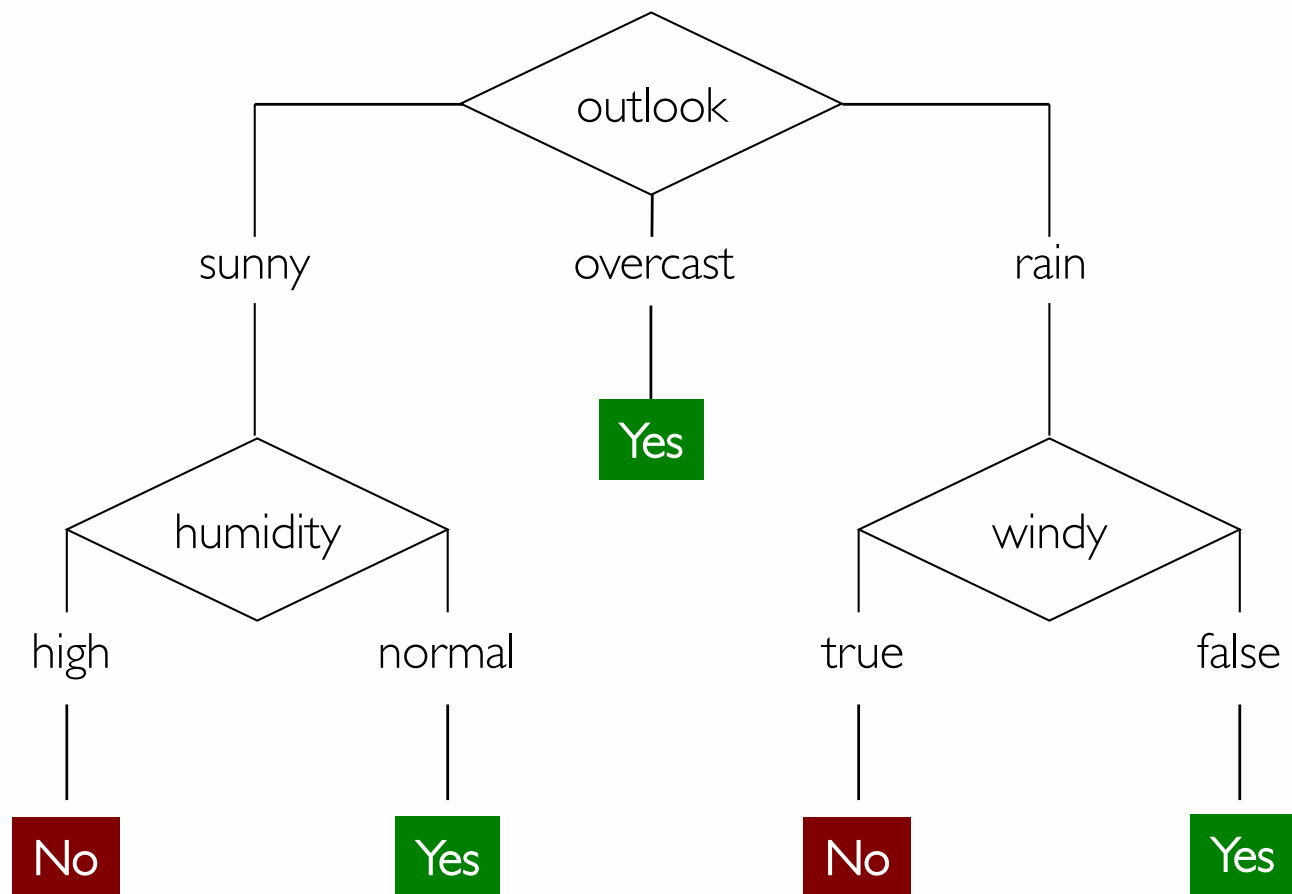 outlook
sunny overcast rain
Yes
humidity windy
high normal true false
No Yes No Yes